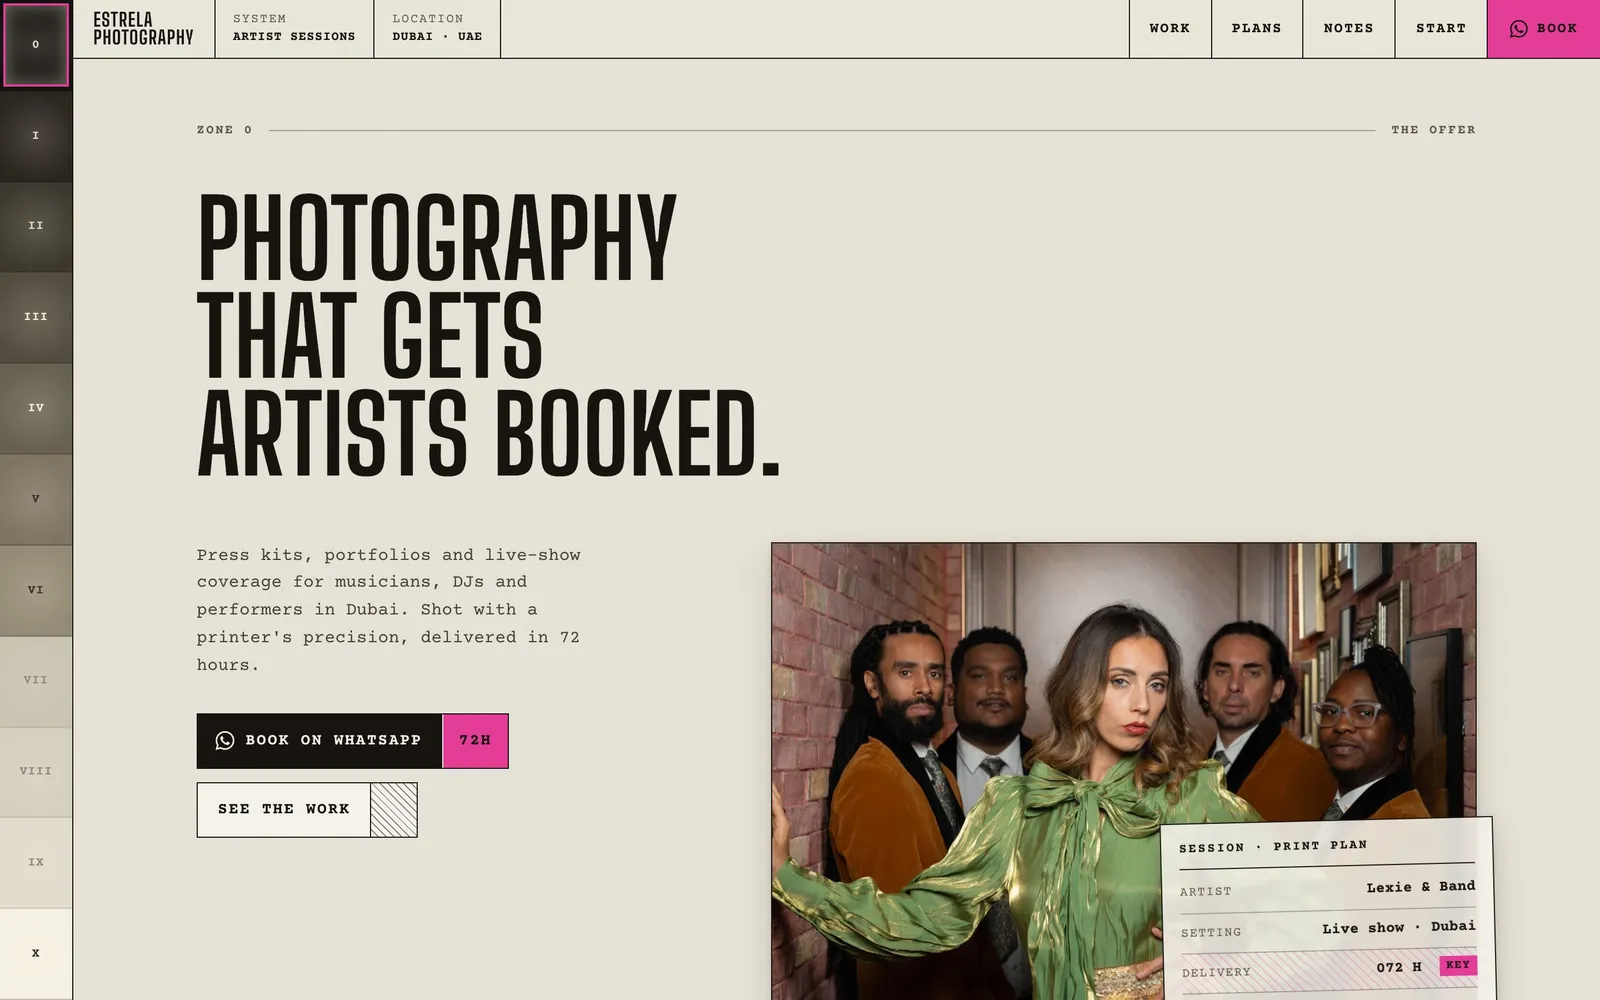 0
I
II
III
IV
V
VI
VII
VIII
IX
X
ESTRELA
PHOTOGRAPHY
SYSTEM
ARTIST SESSIONS
LOCATION
DUBAI · UAE
WORK
PLANS
NOTES
START
BOOK
ZONE 0
THE OFFER
PHOTOGRAPHY
THAT GETS
ARTISTS BOOKED.
Press kits, portfolios and live-show
coverage for musicians, DJs and
performers in Dubai. Shot with a
printer's precision, delivered in 72
hours.
BOOK ON WHATSAPP
72H
SEE THE WORK
SESSION · PRINT PLAN
ARTIST
Lexie & Band
SETTING
Live show · Dubai
DELIVERY
072 H
KEY